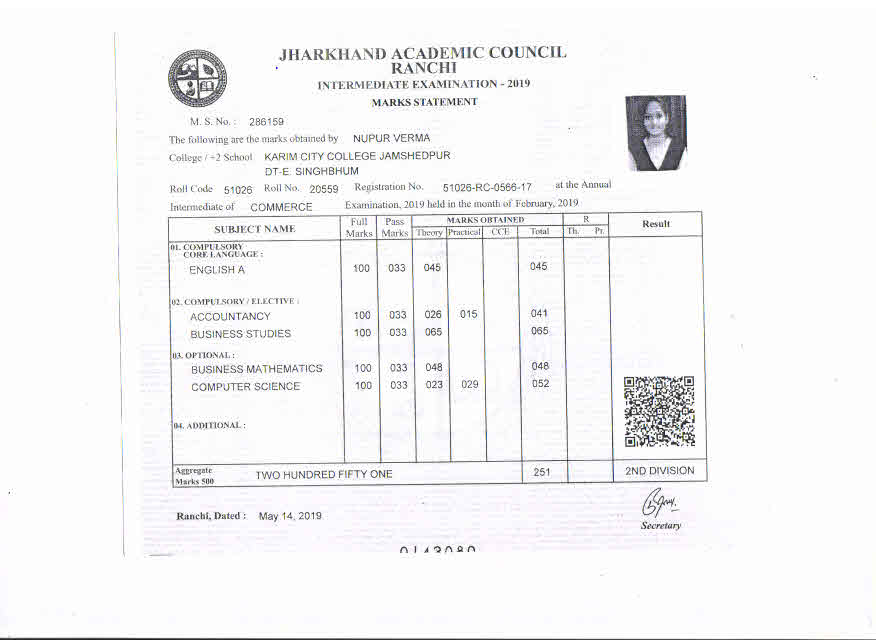 JHARKHAND ACADEMIC COUNCIL
RANCHI
INTERMEDIATE EXAMINATION - 2019
MARKS STATEMENT
M. S. No. : 286159
The following are the marks obtained by NUPUR VERMA
College / +2 School KARIM CITY COLLEGE JAMSHEDPUR
DT-E. SINGHBHUM
Roll Code 51026 Roll No. 20559 Registration No. 51026-RC-0566-17 at the Annual
Intermediate of COMMERCE Examination, 2019 held in the month of February, 2019
SUBJECT NAME Full Marks Pass Marks MARKS OBTAINED R Result
Theory Practical CCE Total Th. Pr.
01. COMPULSORY
CORE LANGUAGE :
ENGLISH A 100 033 045 045
02. COMPULSORY / ELECTIVE :
ACCOUNTANCY 100 033 026 015 041
BUSINESS STUDIES 100 033 065 065
03. OPTIONAL :
BUSINESS MATHEMATICS 100 033 048 048
COMPUTER SCIENCE 100 033 023 029 052
04. ADDITIONAL :
Aggregate
Marks 500 TWO HUNDRED FIFTY ONE 251 2ND DIVISION
Ranchi, Dated : May 14, 2019
Secretary